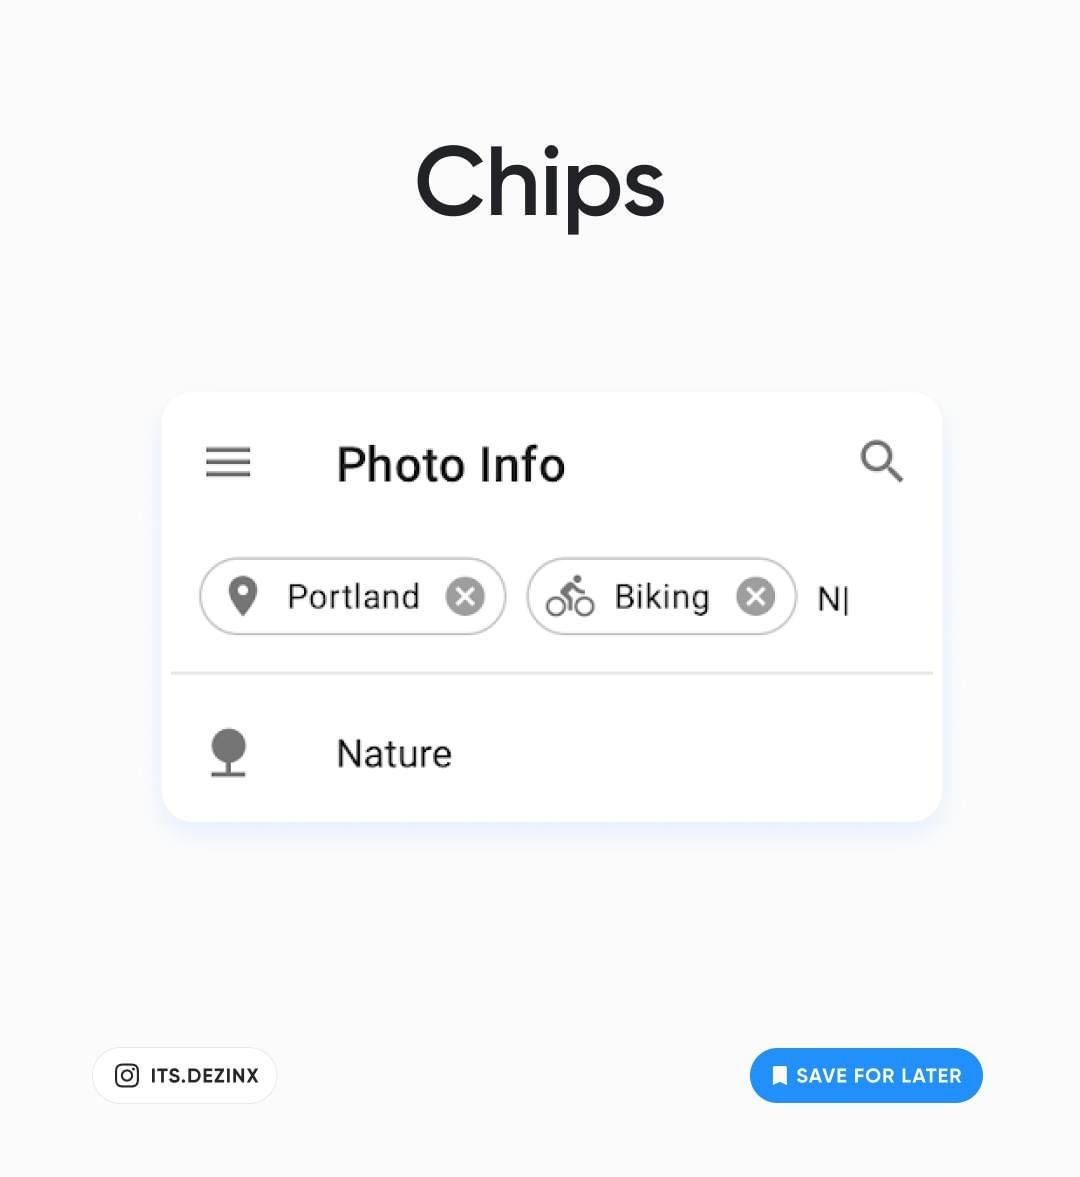 Chips
Photo Info
Portland Biking N|
Nature
ITS.DEZINX SAVE FOR LATER